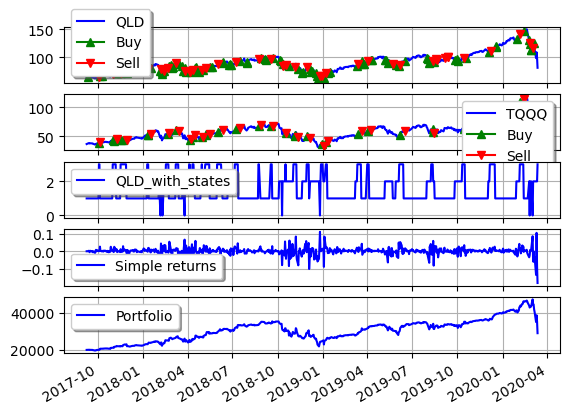 150
100
QLD
Buy
Sell
100
50
TQQQ
Buy
Sell
2
0
QLD_with_states
0.1
0.0
−0.1
Simple returns
40000
20000
Portfolio
2017-10 2018-01 2018-04 2018-07 2018-10 2019-01 2019-04 2019-07 2019-10 2020-01 2020-04